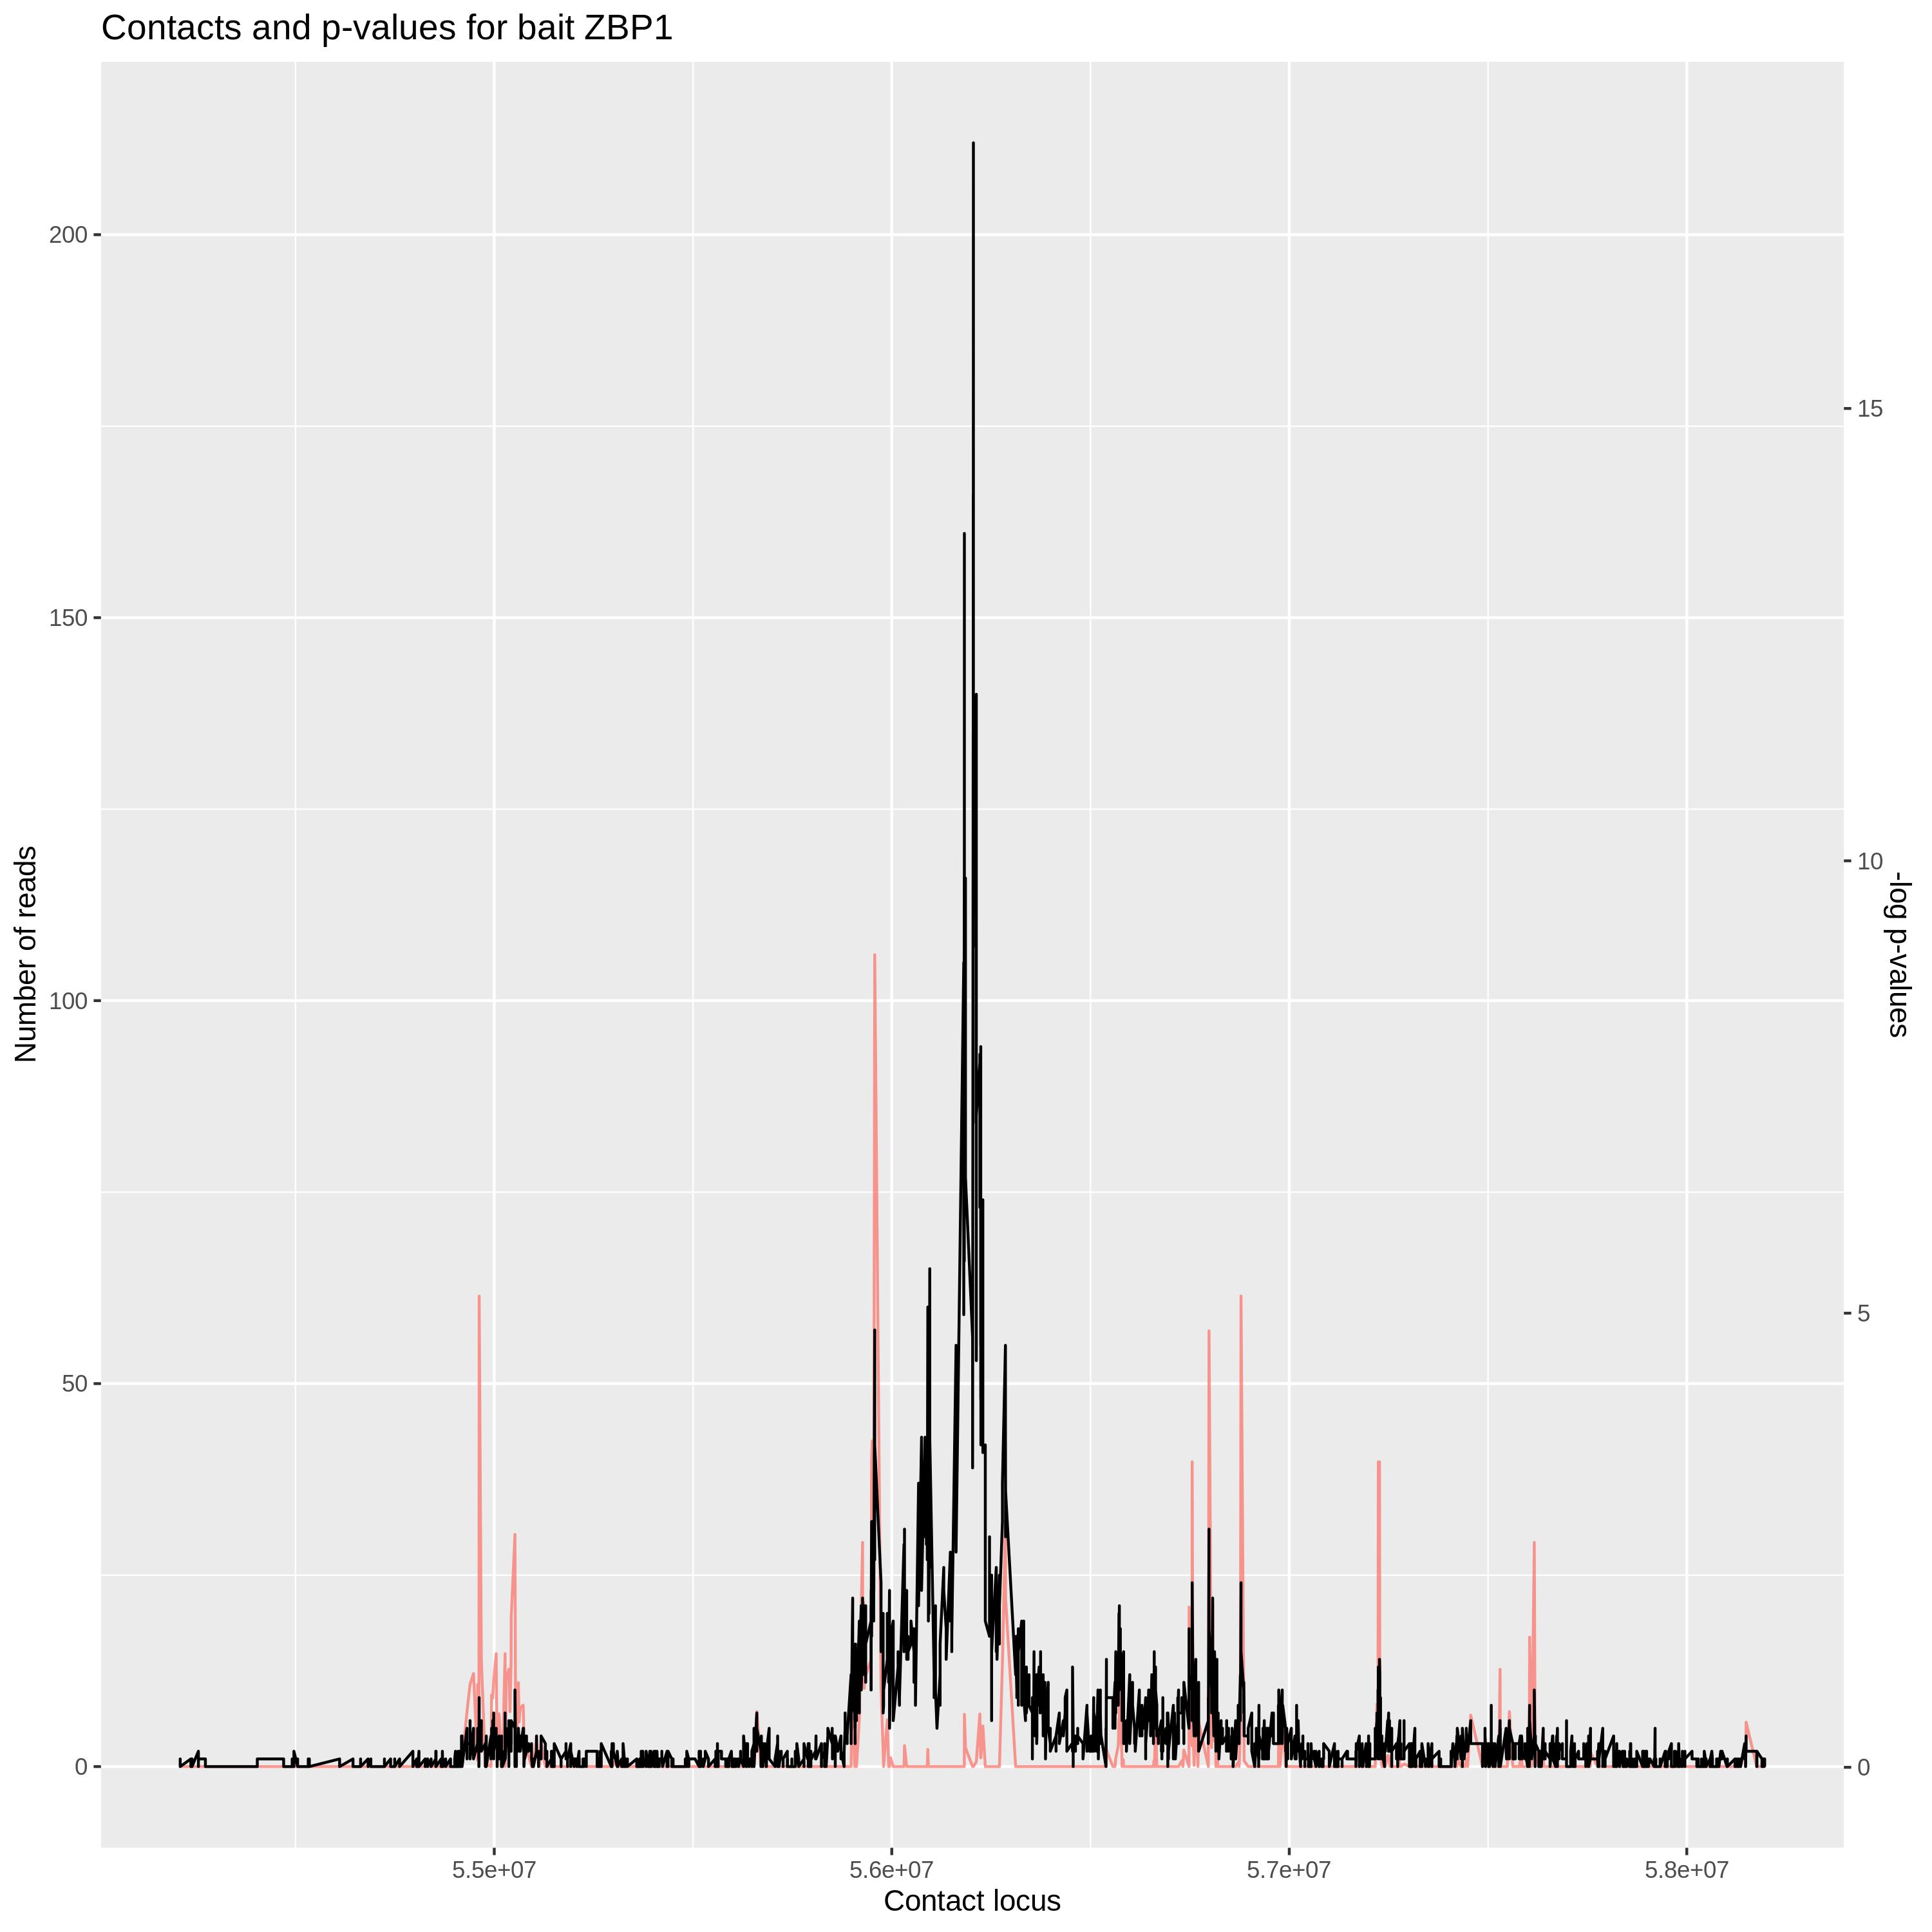 Contacts and p-values for bait ZBP1
200
150
100
50
0
Number of reads
15
10
5
0
-log p-values
5.5e+07
5.6e+07
5.7e+07
5.8e+07
Contact locus